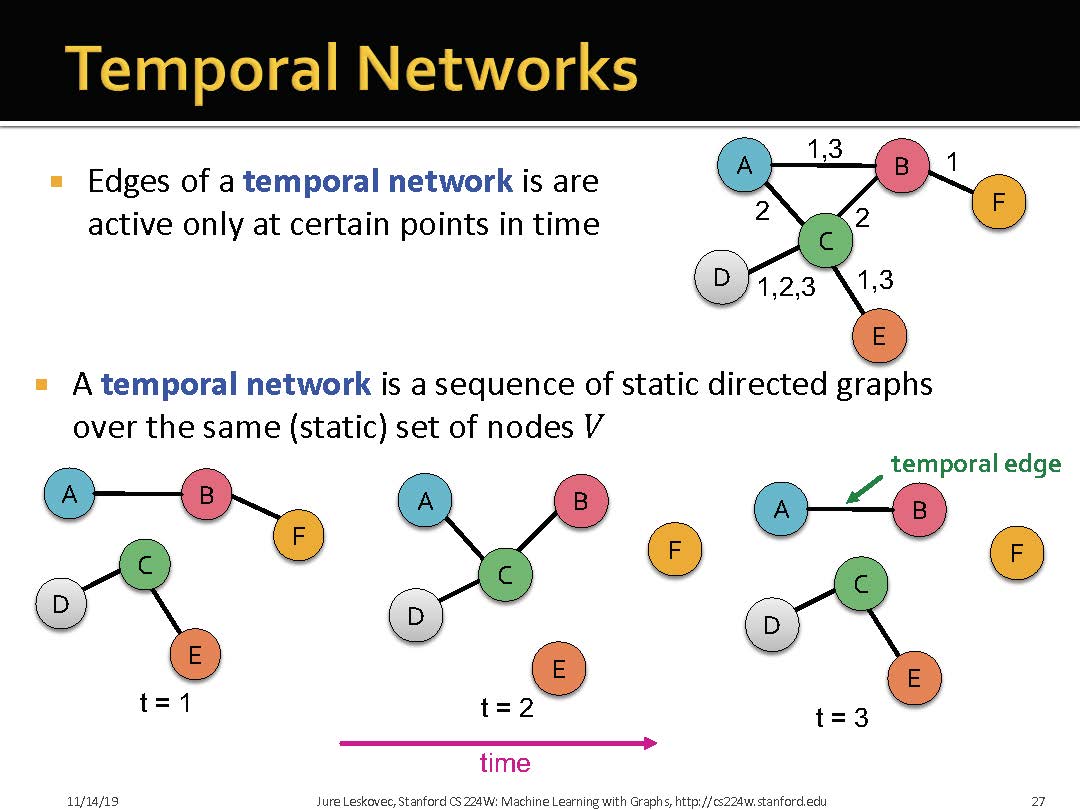 Temporal Networks
Edges of a temporal network is are
active only at certain points in time
A
1,3
B
1
F
2
C
2
D
1,2,3
1,3
E
A temporal network is a sequence of static directed graphs
over the same (static) set of nodes V
temporal edge
A
B
F
C
D
E
t = 1
A
B
F
C
D
E
t = 2
A
B
F
C
D
E
t = 3
time
11/14/19
Jure Leskovec, Stanford CS224W: Machine Learning with Graphs, http://cs224w.stanford.edu
27